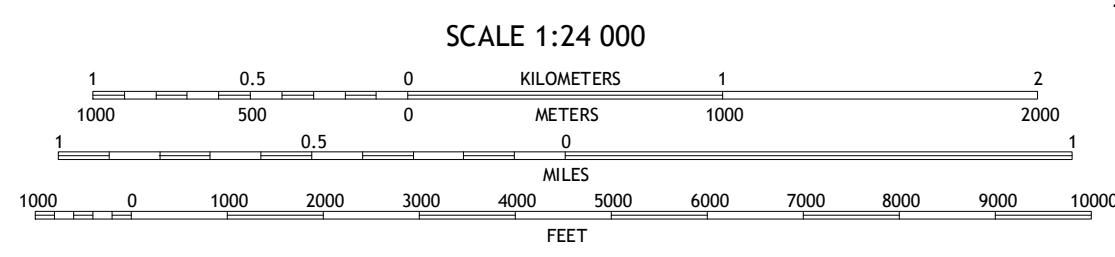 SCALE 1:24 000
1 0.5 0 KILOMETERS 1 2
1000 500 0 METERS 1000 2000
1 0.5 0 1
MILES
1000 0 1000 2000 3000 4000 5000 6000 7000 8000 9000 10000
FEET